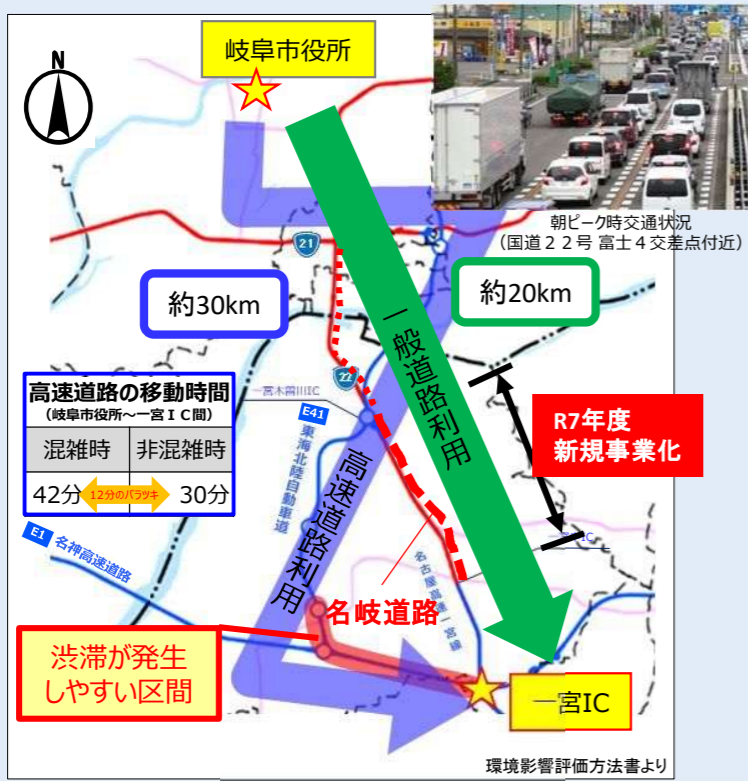 N
岐阜市役所
朝ピーク時交通状況
（国道２２号 富士４交差点付近）
21
約30km
約20km
一般道路利用
22
一宮木曽川IC
E41
東海北陸自動車道
高速道路の移動時間
（岐阜市役所～一宮ＩＣ間）
混雑時
非混雑時
42分
12分のバラツキ
30分
R7年度
新規事業化
高速道路利用
E1
名神高速道路
名古屋高速一宮線
名岐道路
渋滞が発生
しやすい区間
一宮IC
環境影響評価方法書より